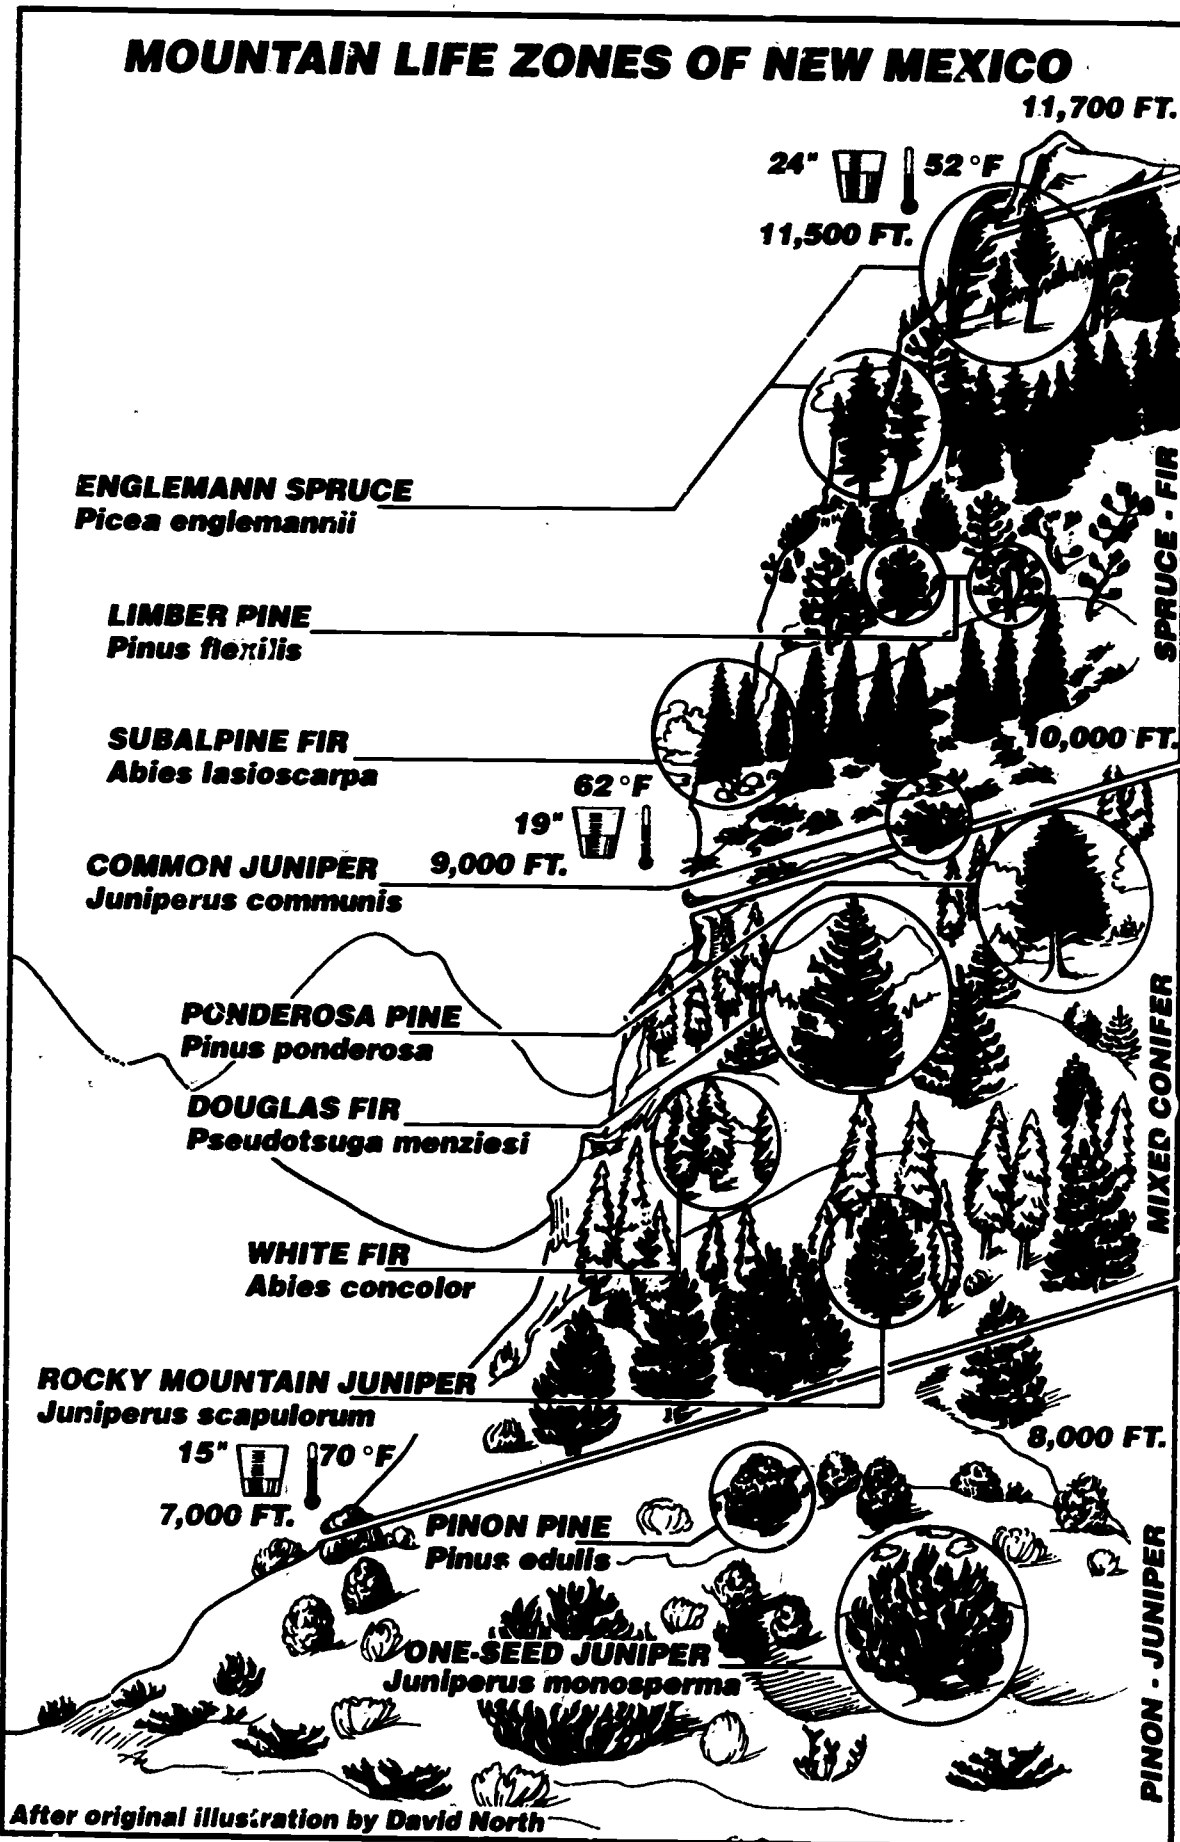 MOUNTAIN LIFE ZONES OF NEW MEXICO
11,700 FT.
24" 52°F
11,500 FT.
ENGLEMANN SPRUCE
Picea englemannii
SPRUCE - FIR
LIMBER PINE
Pinus flexilis
SUBALPINE FIR
Abies lasioscarpa
10,000 FT.
62°F
19"
9,000 FT.
COMMON JUNIPER
Juniperus communis
PONDEROSA PINE
Pinus ponderosa
MIXED CONIFER
DOUGLAS FIR
Pseudotsuga menziesi
WHITE FIR
Abies concolor
ROCKY MOUNTAIN JUNIPER
Juniperus scapulorum
15" 70°F
8,000 FT.
7,000 FT.
PINON PINE
Pinus edulis
PINON - JUNIPER
ONE-SEED JUNIPER
Juniperus monosperma
After original illustration by David North